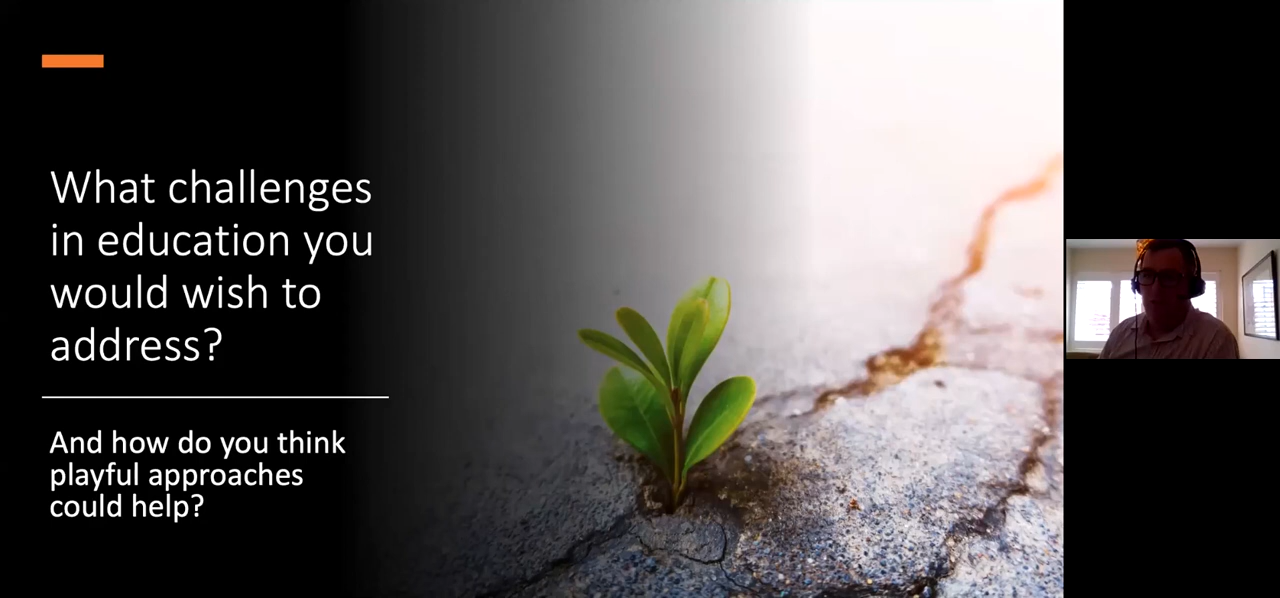 What challenges
in education you
would wish to
address?
And how do you think
playful approaches
could help?